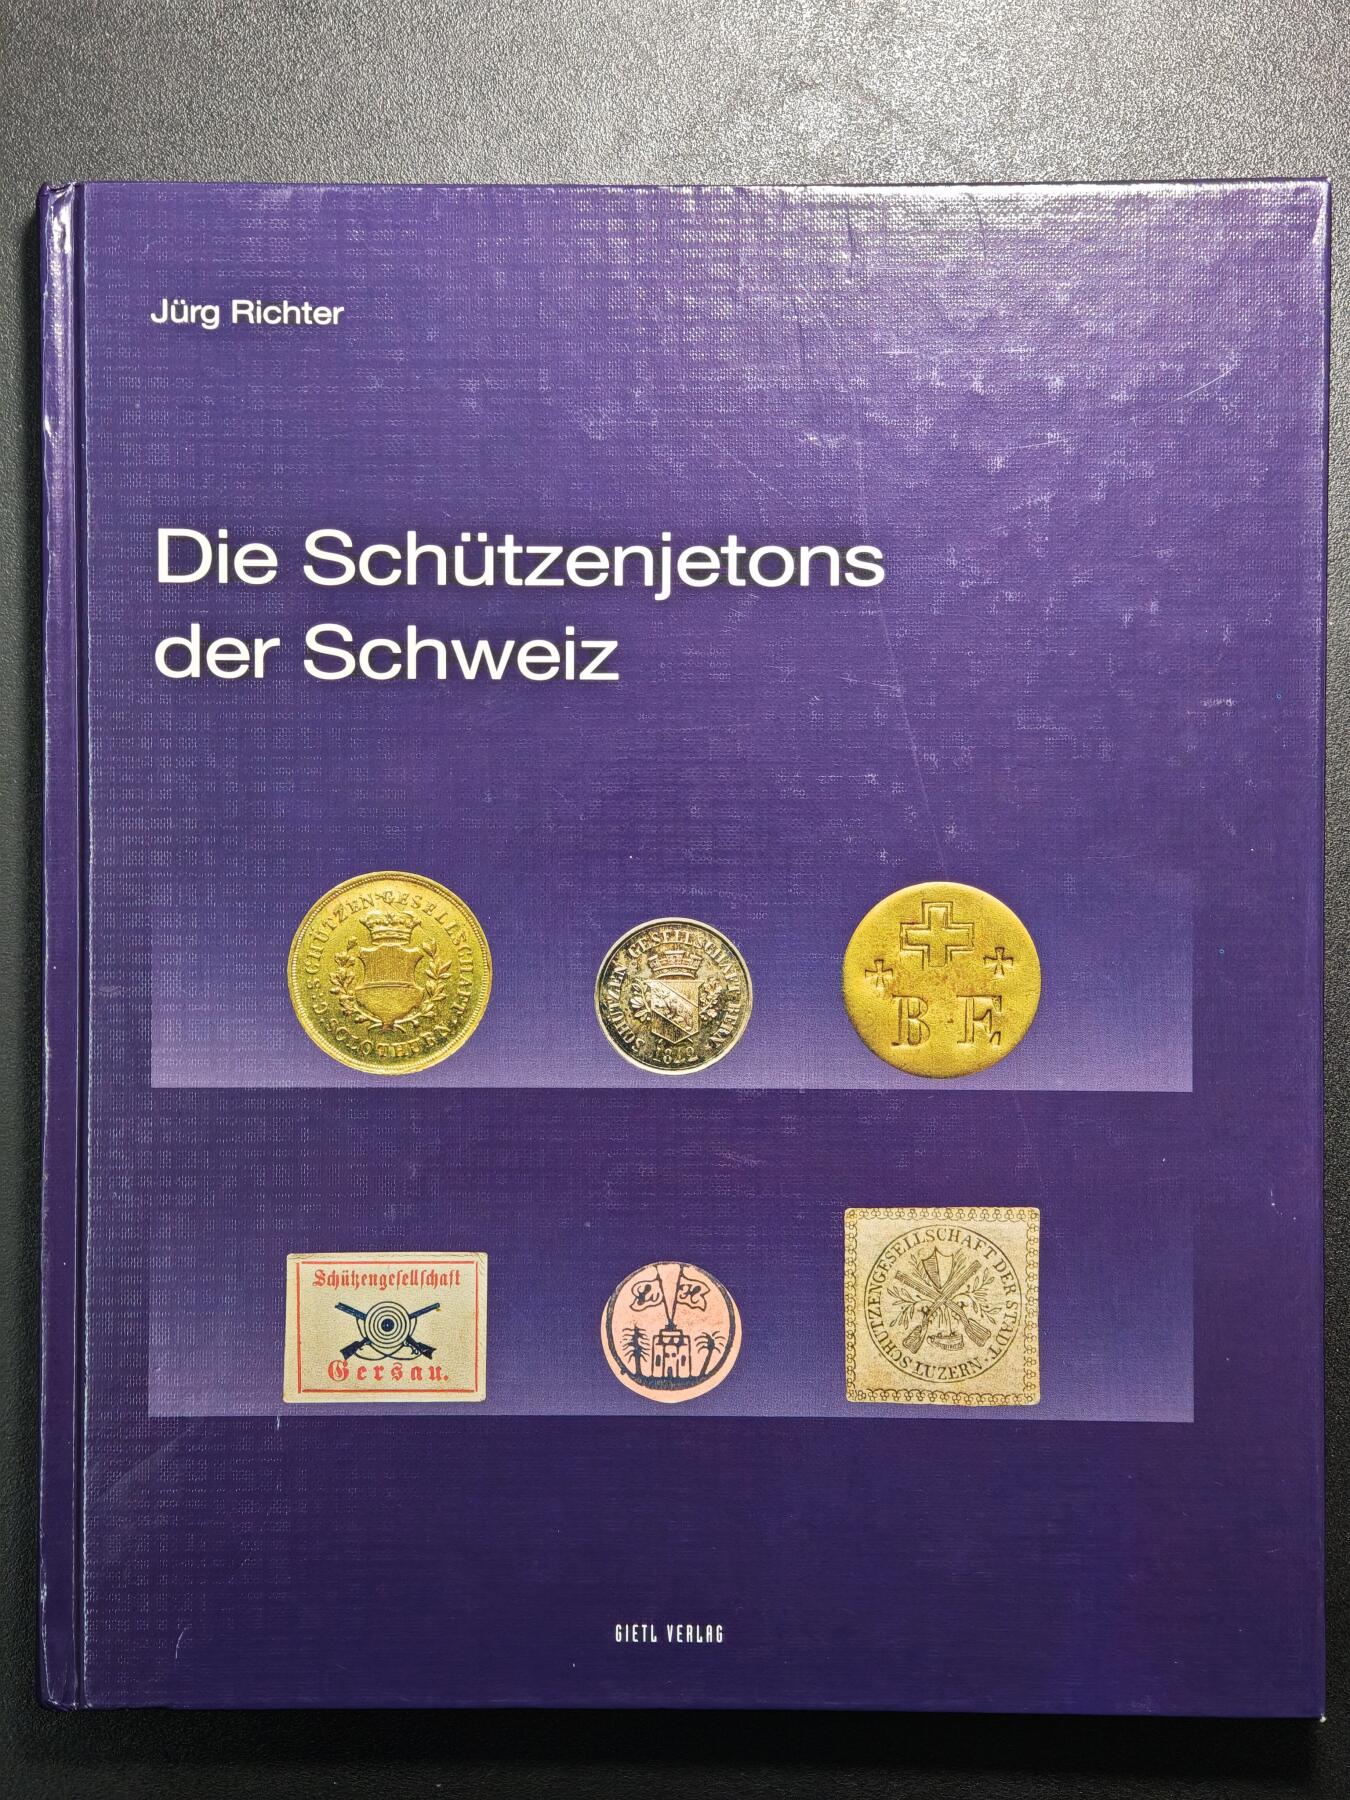 Jürg Richter
Die Schützenjetons
der Schweiz
SCHÜTZEN-GESELLSCHAFT
SOLOTHURN
SCHÜTZEN GESELLSCHAFT BERN
B F
Schützengesellschaft
Gersau.
L v H
SCHÜTZENGESELLSCHAFT DER STADT
LUZERN
GIETL VERLAG